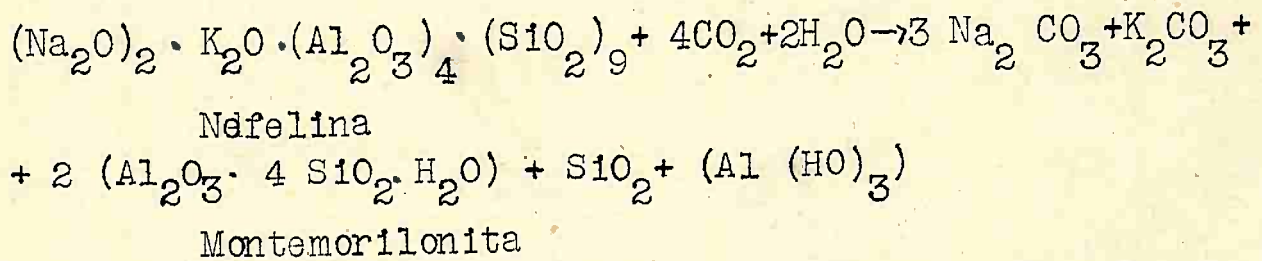 (Na₂O)₂ · K₂O ·(Al₂O₃)₄ · (SiO₂)₉+ 4CO₂+2H₂O→3 Na₂ CO₃+K₂CO₃+
Nefelina
+ 2 (Al₂O₃· 4 SiO₂·H₂O) + SiO₂+ (Al (HO)₃)
Montemorilonita